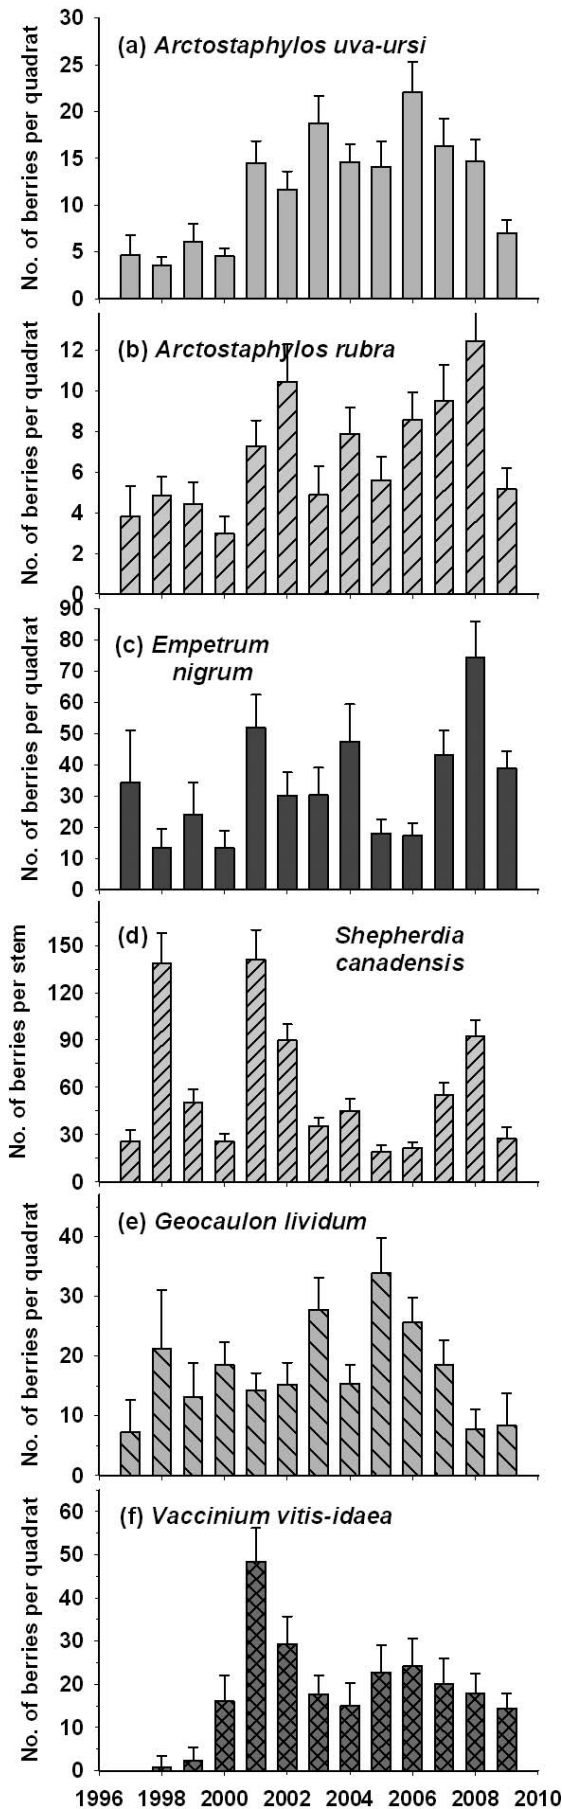 30
(a) Arctostaphylos uva-ursi
25
20
15
10
5
0
No. of berries per quadrat
(b) Arctostaphylos rubra
12
10
8
6
4
2
0
No. of berries per quadrat
90
80
(c) Empetrum
nigrum
70
60
50
40
30
20
10
0
No. of berries per quadrat
(d)
Shepherdia
canadensis
150
120
90
60
30
0
No. of berries per stem
(e) Geocaulon lividum
40
30
20
10
0
No. of berries per quadrat
(f) Vaccinium vitis-idaea
60
50
40
30
20
10
0
No. of berries per quadrat
1996 1998 2000 2002 2004 2006 2008 2010